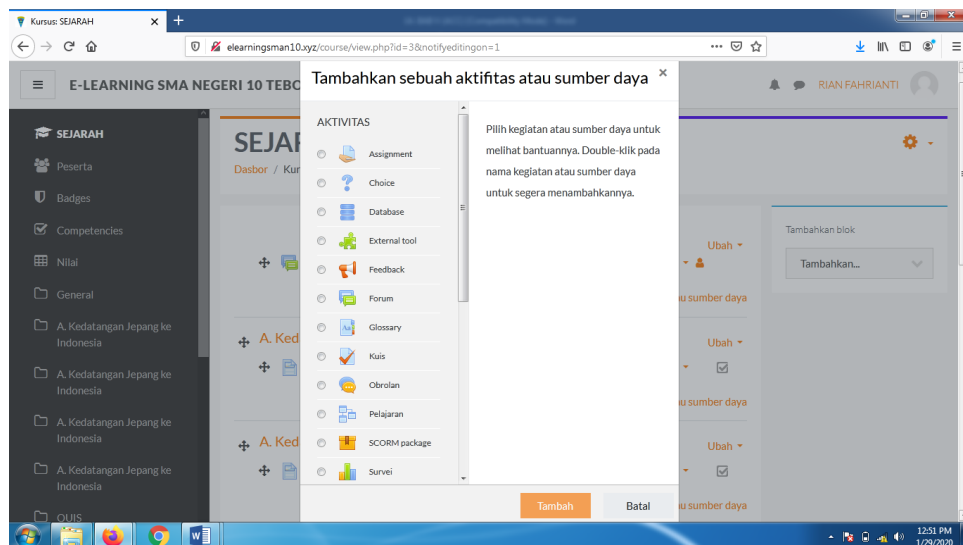 Kursus: SEJARAH
elearningsman10.xyz/course/view.php?id=3&notifyeditingon=1
E-LEARNING SMA NEGERI 10 TEBO
RIAN FAHRIANTI
Tambahkan sebuah aktifitas atau sumber daya ×
SEJARAH
Peserta
Badges
Competencies
Nilai
General
A. Kedatangan Jepang ke
Indonesia
A. Kedatangan Jepang ke
Indonesia
A. Kedatangan Jepang ke
Indonesia
A. Kedatangan Jepang ke
Indonesia
QUIS
SEJAR
Dasbor / Kur
A. Ked
A. Ked
AKTIVITAS
Assignment
Choice
Database
External tool
Feedback
Forum
Glossary
Kuis
Obrolan
Pelajaran
SCORM package
Survei
Pilih kegiatan atau sumber daya untuk
melihat bantuannya. Double-klik pada
nama kegiatan atau sumber daya
untuk segera menambahkannya.
Tambah
Batal
Ubah
u sumber daya
Ubah
u sumber daya
Ubah
u sumber daya
Tambahkan blok
Tambahkan...
12:51 PM
1/29/2020